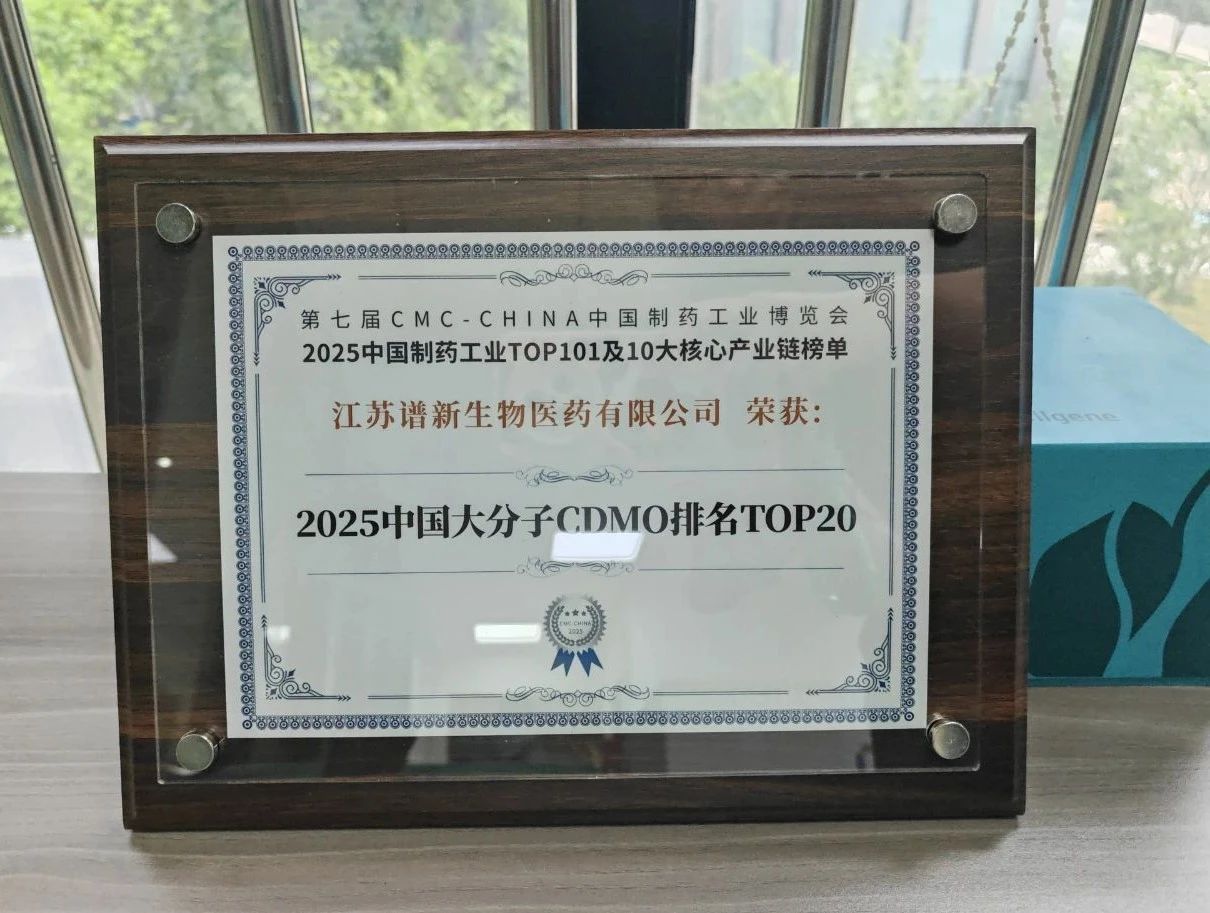 第七届CMC-CHINA中国制药工业博览会
2025中国制药工业TOP101及10大核心产业链榜单
江苏谱新生物医药有限公司 荣获：
2025中国大分子CDMO排名TOP20
CMC-CHINA
2025
llgene